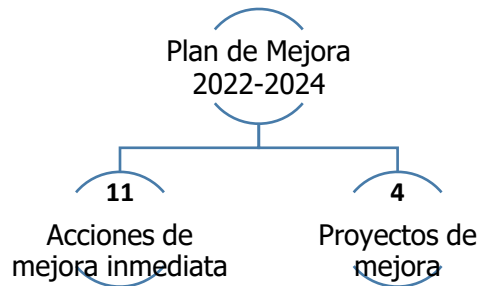 Plan de Mejora
2022-2024
11
Acciones de
mejora inmediata
4
Proyectos de
mejora